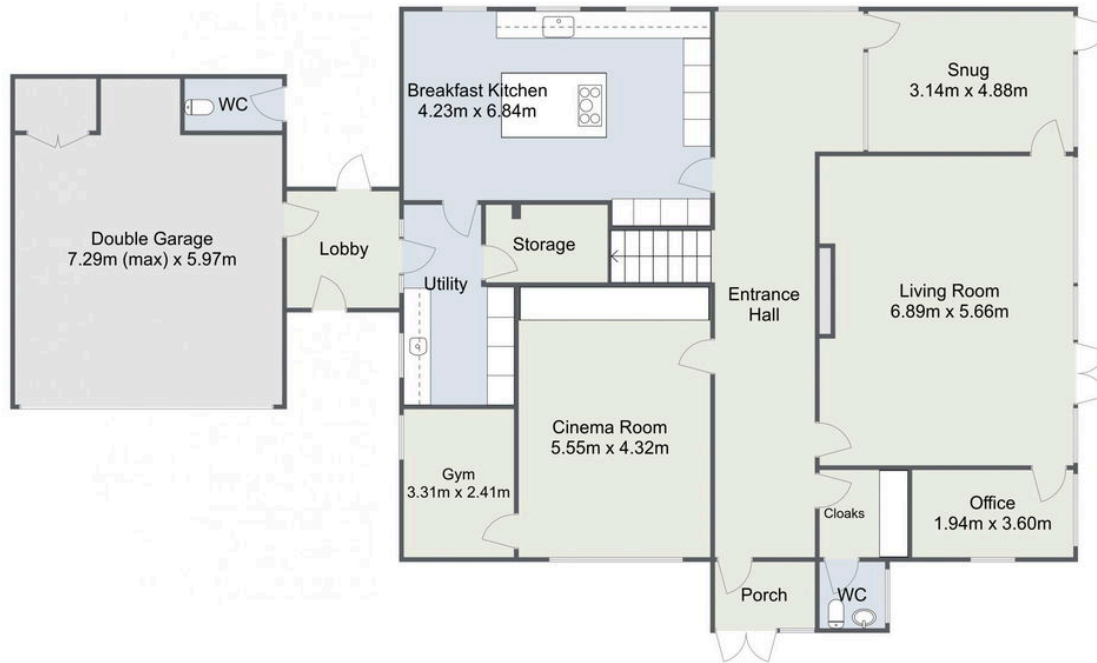 Breakfast Kitchen
4.23m x 6.84m
Snug
3.14m x 4.88m
WC
Double Garage
7.29m (max) x 5.97m
Lobby
Utility
Storage
Entrance
Hall
Living Room
6.89m x 5.66m
Cinema Room
5.55m x 4.32m
Gym
3.31m x 2.41m
Cloaks
Office
1.94m x 3.60m
Porch
WC